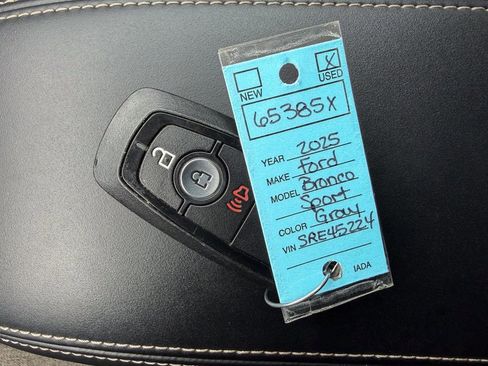 NEW
X USED
65385X
YEAR 2025
MAKE Ford
MODEL Bronco
Sport
COLOR Gray
VIN SRE45224
IADA